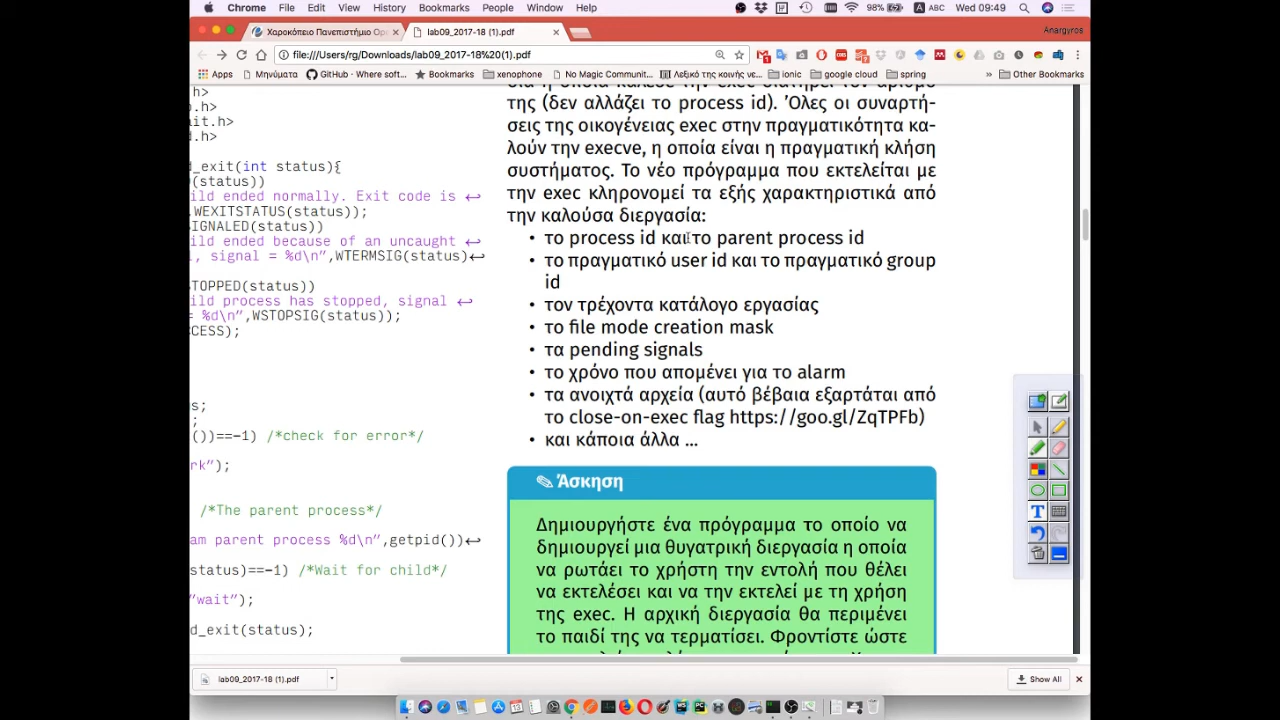 Chrome File Edit View History Bookmarks People Window Help
98% ABC Wed 09:49
Χαροκόπειο Πανεπιστήμιο Ορε × lab09_2017-18 (1).pdf ×
Anargyros
file:///Users/rg/Downloads/lab09_2017-18%20(1).pdf
Apps Μηνύματα GitHub · Where soft... Bookmarks xenophone No Magic Communit... Λεξικό της κοινής νε... ionic google cloud spring » Other Bookmarks
της (δεν αλλάζει το process id). Όλες οι συναρτή-
σεις της οικογένειας exec στην πραγματικότητα κα-
λούν την execve, η οποία είναι η πραγματική κλήση
συστήματος. Το νέο πρόγραμμα που εκτελείται με
την exec κληρονομεί τα εξής χαρακτηριστικά από
την καλούσα διεργασία:
• το process id και το parent process id
• το πραγματικό user id και το πραγματικό group
id
• τον τρέχοντα κατάλογο εργασίας
• το file mode creation mask
• τα pending signals
• το χρόνο που απομένει για το alarm
• τα ανοιχτά αρχεία (αυτό βέβαια εξαρτάται από
το close-on-exec flag https://goo.gl/ZqTPFb)
• και κάποια άλλα ...
Άσκηση
Δημιουργήστε ένα πρόγραμμα το οποίο να
δημιουργεί μια θυγατρική διεργασία η οποία
να ρωτάει το χρήστη την εντολή που θέλει
να εκτελέσει και να την εκτελεί με τη χρήση
της exec. Η αρχική διεργασία θα περιμένει
το παιδί της να τερματίσει. Φροντίστε ώστε
.h>
o.h>
ait.h>
d.h>
d_exit(int status){
(status))
ild ended normally. Exit code is ↩
,WEXITSTATUS(status));
SIGNALED(status))
ild ended because of an uncaught
l, signal = %d\n",WTERMSIG(status)↩
STOPPED(status))
ild process has stopped, signal ↩
= %d\n",WSTOPSIG(status));
CCESS);
s;
;
())==-1) /*check for error*/
rk");
/*The parent process*/
am parent process %d\n",getpid())↩
status)==-1) /*Wait for child*/
"wait");
d_exit(status);
lab09_2017-18 (1).pdf
Show All ×